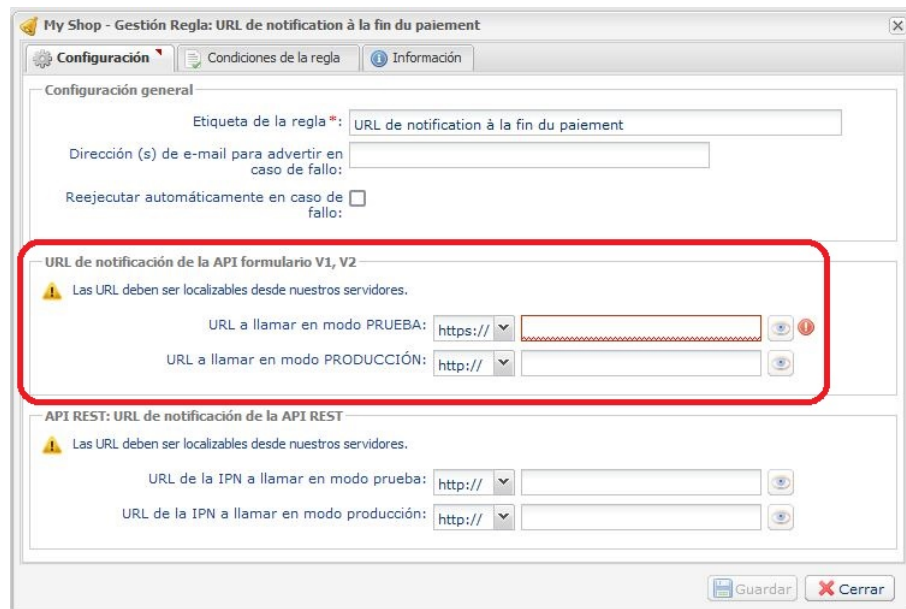 My Shop - Gestión Regla: URL de notification à la fin du paiement
Configuración
Condiciones de la regla
Información
Configuración general
Etiqueta de la regla*: URL de notification à la fin du paiement
Dirección (s) de e-mail para advertir en
caso de fallo:
Reejecutar automáticamente en caso de
fallo:
URL de notificación de la API formulario V1, V2
Las URL deben ser localizables desde nuestros servidores.
URL a llamar en modo PRUEBA: https://
URL a llamar en modo PRODUCCIÓN: http://
API REST: URL de notificación de la API REST
Las URL deben ser localizables desde nuestros servidores.
URL de la IPN a llamar en modo prueba: http://
URL de la IPN a llamar en modo producción: http://
Guardar
Cerrar